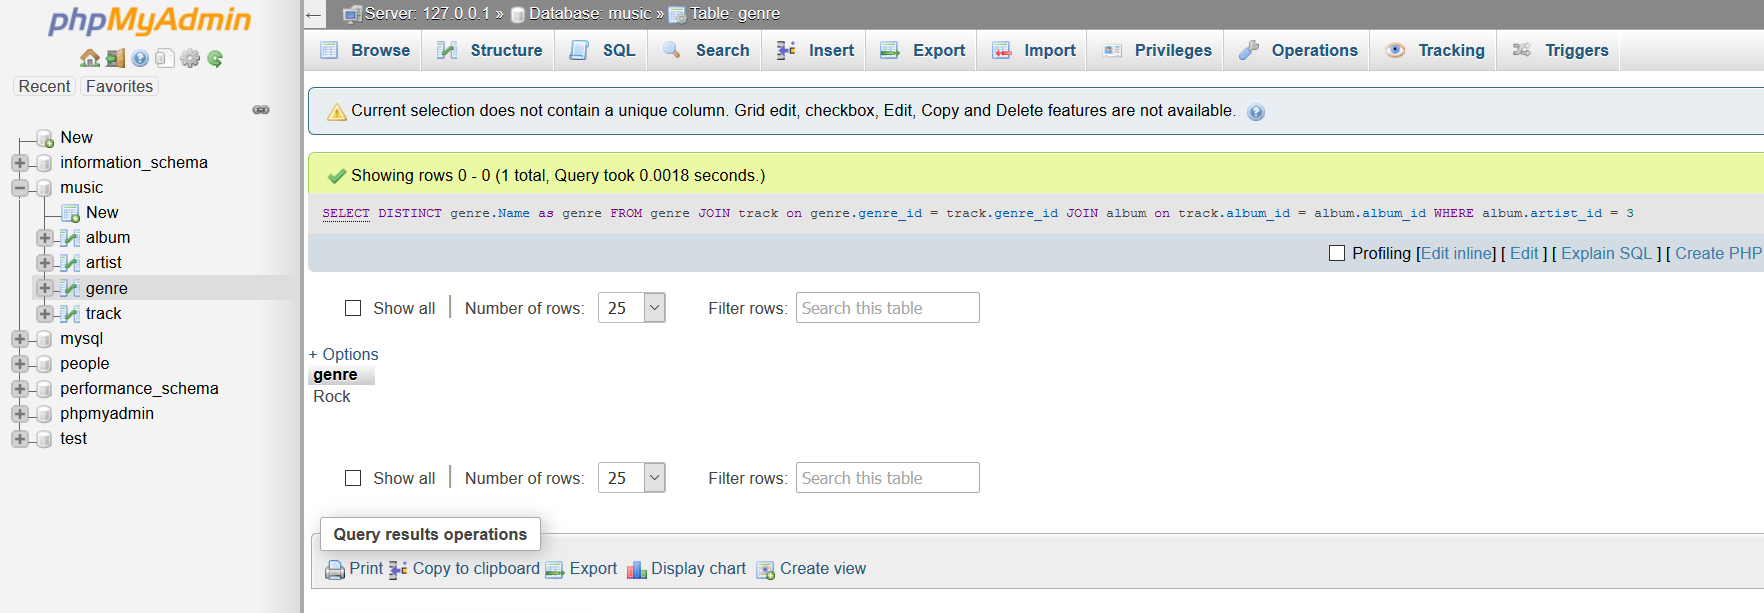 phpMyAdmin
Recent Favorites
New
information_schema
music
New
album
artist
genre
track
mysql
people
performance_schema
phpmyadmin
test
← Server: 127.0.0.1 » Database: music » Table: genre
Browse Structure SQL Search Insert Export Import Privileges Operations Tracking Triggers
Current selection does not contain a unique column. Grid edit, checkbox, Edit, Copy and Delete features are not available.
Showing rows 0 - 0 (1 total, Query took 0.0018 seconds.)
SELECT DISTINCT genre.Name as genre FROM genre JOIN track on genre.genre_id = track.genre_id JOIN album on track.album_id = album.album_id WHERE album.artist_id = 3
Profiling [Edit inline] [ Edit ] [ Explain SQL ] [ Create PHP
Show all | Number of rows: 25 Filter rows: Search this table
+ Options
genre
Rock
Show all | Number of rows: 25 Filter rows: Search this table
Query results operations
Print Copy to clipboard Export Display chart Create view